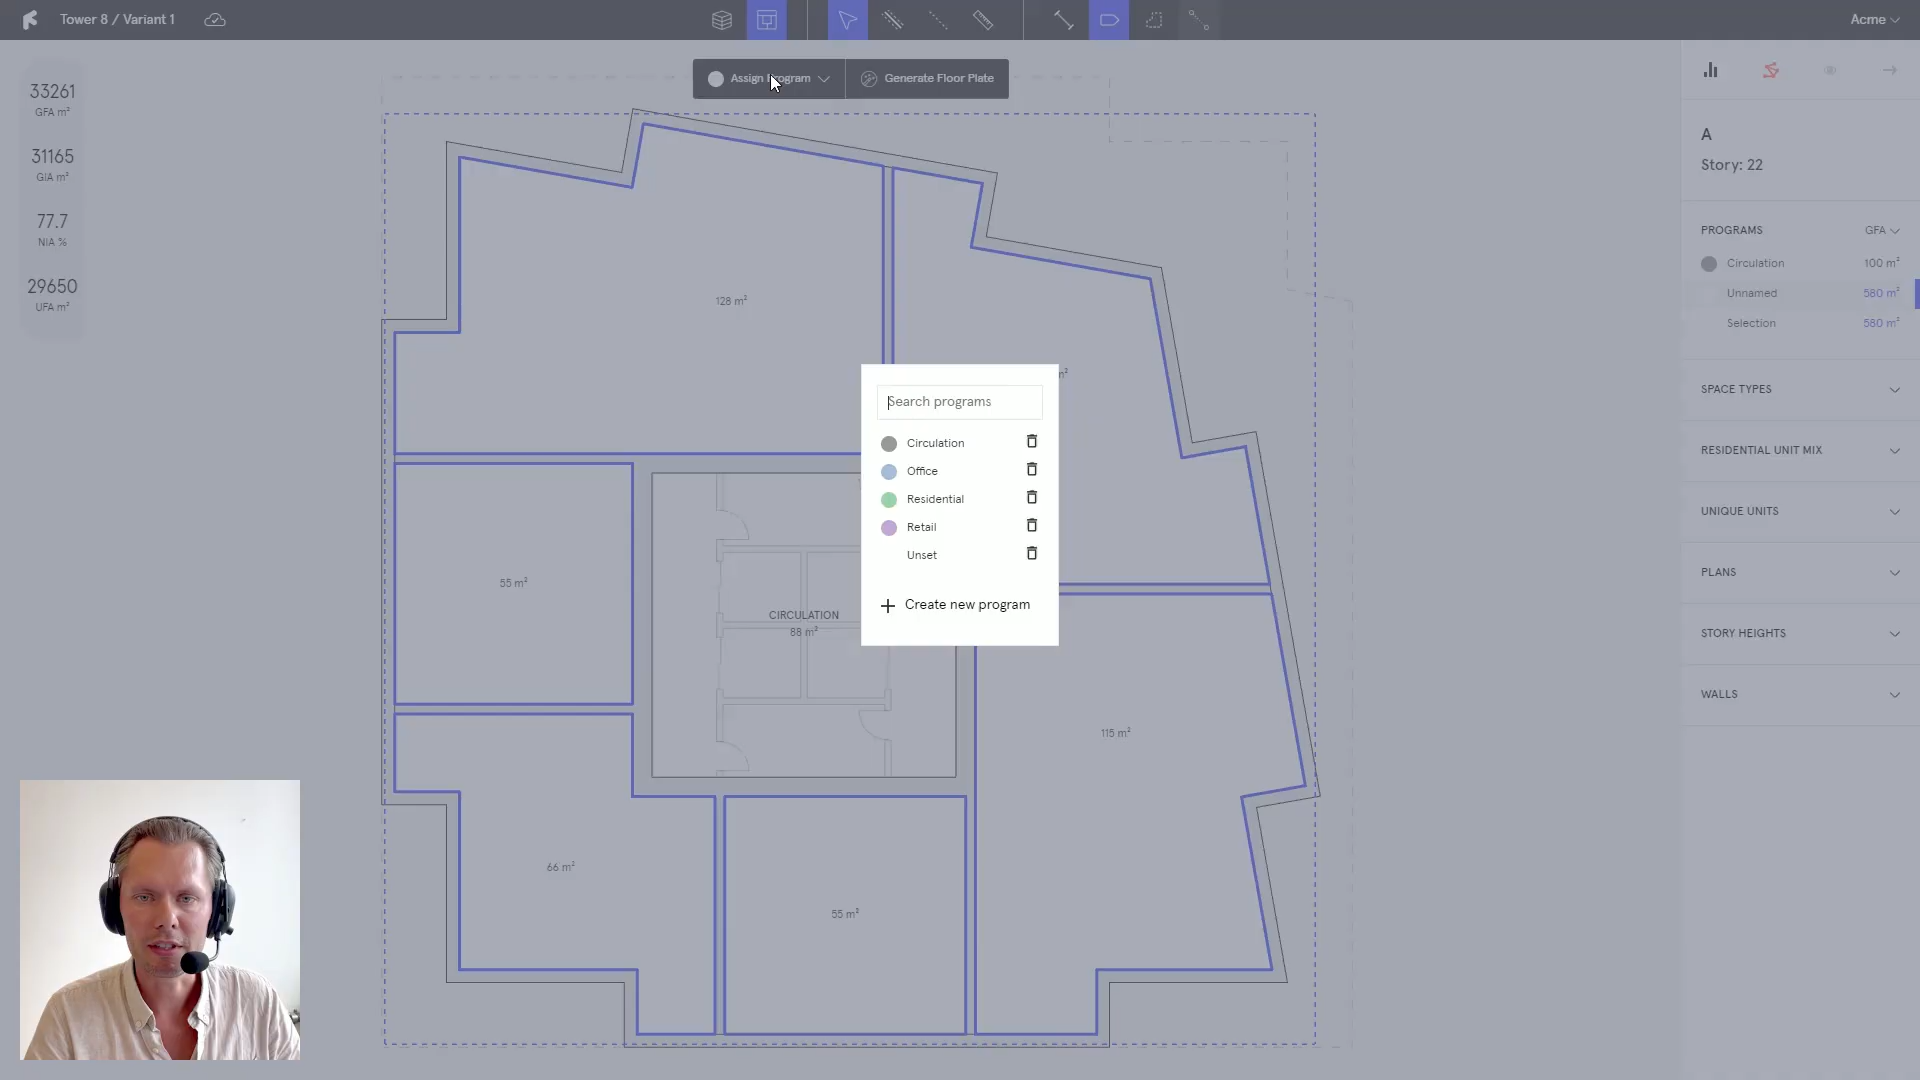 Tower 8 / Variant 1
Acme
Assign Program
Generate Floor Plate
33261
GFA m²
31165
GIA m²
77.7
NIA %
29650
UFA m²
A
Story: 22
PROGRAMS
GFA
Circulation
100 m²
Unnamed
580 m²
Selection
580 m²
SPACE TYPES
RESIDENTIAL UNIT MIX
UNIQUE UNITS
PLANS
STORY HEIGHTS
WALLS
128 m²
m²
55 m²
CIRCULATION
88 m²
115 m²
66 m²
55 m²
Search programs
Circulation
Office
Residential
Retail
Unset
Create new program